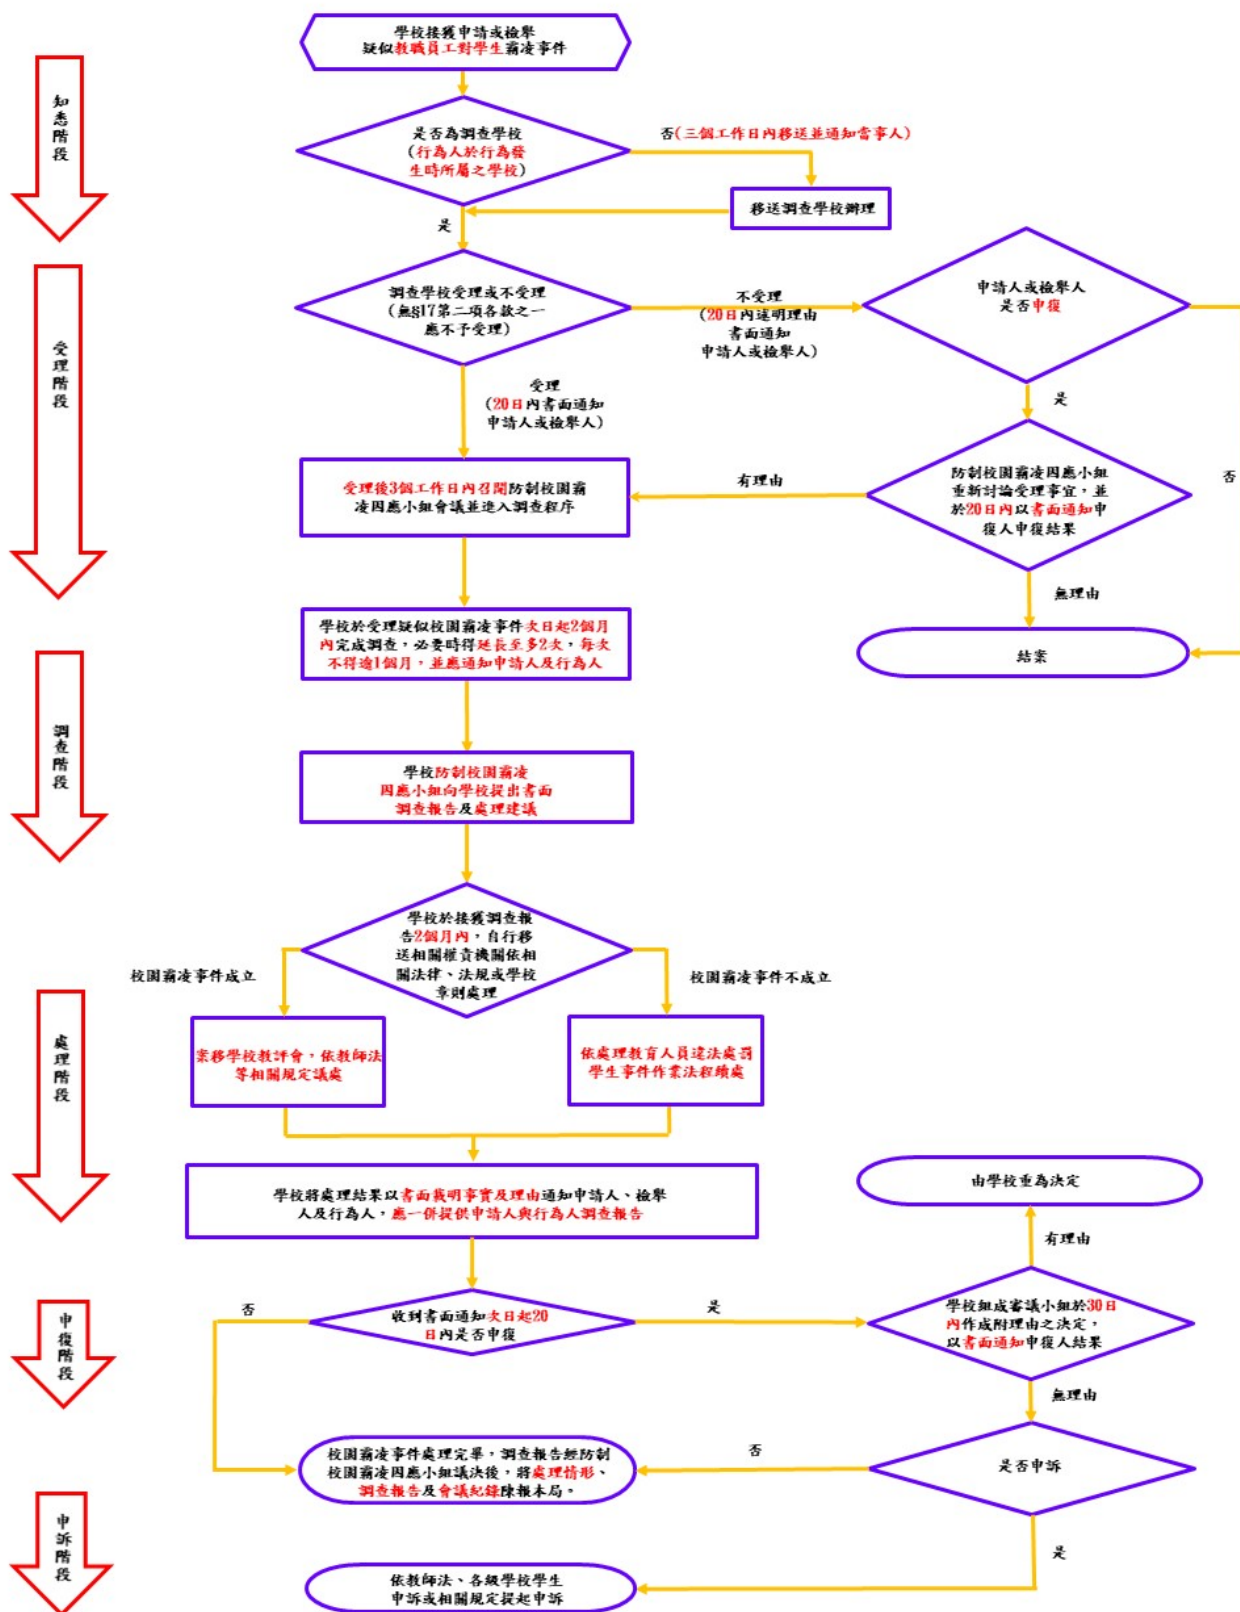 學校接獲申請或檢舉
疑似教職員工對學生霸凌事件
知悉階段
是否為調查學校
(行為人於行為發
生時所屬之學校)
否(三個工作日內移送並通知當事人)
移送調查學校辦理
是
受理階段
調查學校受理或不受理
(無§17第二項各款之一
應不予受理)
不受理
(20日內述明理由
書面通知
申請人或檢舉人)
申請人或檢舉人
是否申復
受理
(20日內書面通知
申請人或檢舉人)
是
否
受理後3個工作日內召開防制校園霸
凌因應小組會議並進入調查程序
有理由
防制校園霸凌因應小組
重新討論受理事宜，並
於20日內以書面通知申
復人申復結果
無理由
結案
調查階段
學校於受理疑似校園霸凌事件次日起2個月
內完成調查，必要時得延長至多2次，每次
不得逾1個月，並應通知申請人及行為人
學校防制校園霸凌
因應小組向學校提出書面
調查報告及處理建議
處理階段
學校於接獲調查報
告2個月內，自行移
送相關權責機關依相
關法律、法規或學校
章則處理
校園霸凌事件成立
校園霸凌事件不成立
案移學校教評會，依教師法
等相關規定議處
依處理教育人員違法處罰
學生事件作業法程續處
學校將處理結果以書面載明事實及理由通知申請人、檢舉
人及行為人，應一併提供申請人與行為人調查報告
由學校重為決定
有理由
申復階段
否
收到書面通知次日起20
日內是否申復
是
學校組成審議小組於30日
內作成附理由之決定，
以書面通知申復人結果
無理由
校園霸凌事件處理完畢，調查報告經防制
校園霸凌因應小組議決後，將處理情形、
調查報告及會議紀錄陳報本局。
否
是否申訴
申訴階段
是
依教師法、各級學校學生
申訴或相關規定提起申訴